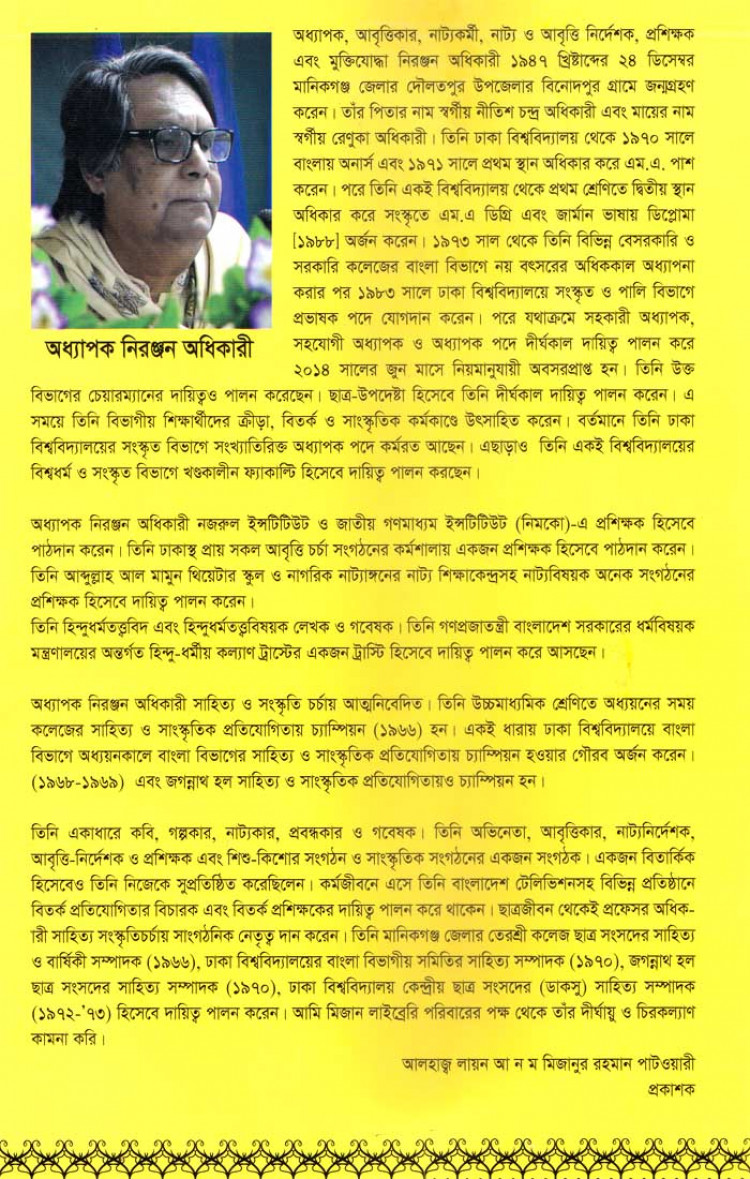 অধ্যাপক, আবৃত্তিকার, নাট্যকর্মী, নাট্য ও আবৃত্তি নির্দেশক, প্রশিক্ষক
এবং মুক্তিযোদ্ধা নিরঞ্জন অধিকারী ১৯৪৭ খ্রিষ্টাব্দের ২৪ ডিসেম্বর
মানিকগঞ্জ জেলার দৌলতপুর উপজেলার বিনোদপুর গ্রামে জন্মগ্রহণ
করেন। তাঁর পিতার নাম স্বর্গীয় নীতিশ চন্দ্র অধিকারী এবং মায়ের নাম
স্বর্গীয় রেণুকা অধিকারী। তিনি ঢাকা বিশ্ববিদ্যালয় থেকে ১৯৭০ সালে
বাংলায় অনার্স এবং ১৯৭১ সালে প্রথম স্থান অধিকার করে এম.এ. পাশ
করেন। পরে তিনি একই বিশ্ববিদ্যালয় থেকে প্রথম শ্রেণিতে দ্বিতীয় স্থান
অধিকার করে সংস্কৃতে এম.এ ডিগ্রি এবং জার্মান ভাষায় ডিপ্লোমা
[১৯৮৮] অর্জন করেন। ১৯৭৩ সাল থেকে তিনি বিভিন্ন বেসরকারি ও
সরকারি কলেজের বাংলা বিভাগে নয় বৎসরের অধিককাল অধ্যাপনা
করার পর ১৯৮৩ সালে ঢাকা বিশ্ববিদ্যালয়ে সংস্কৃত ও পালি বিভাগে
প্রভাষক পদে যোগদান করেন। পরে যথাক্রমে সহকারী অধ্যাপক,
সহযোগী অধ্যাপক ও অধ্যাপক পদে দীর্ঘকাল দায়িত্ব পালন করে
২০১৪ সালের জুন মাসে নিয়মানুযায়ী অবসরপ্রাপ্ত হন। তিনি উক্ত
অধ্যাপক নিরঞ্জন অধিকারী
বিভাগের চেয়ারম্যানের দায়িত্বও পালন করেছেন। ছাত্র-উপদেষ্টা হিসেবে তিনি দীর্ঘকাল দায়িত্ব পালন করেন। এ
সময়ে তিনি বিভাগীয় শিক্ষার্থীদের ক্রীড়া, বিতর্ক ও সাংস্কৃতিক কর্মকাণ্ডে উৎসাহিত করেন। বর্তমানে তিনি ঢাকা
বিশ্ববিদ্যালয়ের সংস্কৃত বিভাগে সংখ্যাতিরিক্ত অধ্যাপক পদে কর্মরত আছেন। এছাড়াও তিনি একই বিশ্ববিদ্যালয়ের
বিশ্বধর্ম ও সংস্কৃত বিভাগে খণ্ডকালীন ফ্যাকাল্টি হিসেবে দায়িত্ব পালন করছেন।
অধ্যাপক নিরঞ্জন অধিকারী নজরুল ইন্সটিটিউট ও জাতীয় গণমাধ্যম ইন্সটিটিউট (নিমকো)-এ প্রশিক্ষক হিসেবে
পাঠদান করেন। তিনি ঢাকাস্থ প্রায় সকল আবৃত্তি চর্চা সংগঠনের কর্মশালায় একজন প্রশিক্ষক হিসেবে পাঠদান করেন।
তিনি আব্দুল্লাহ আল মামুন থিয়েটার স্কুল ও নাগরিক নাট্যাঙ্গনের নাট্য শিক্ষাকেন্দ্রসহ নাট্যবিষয়ক অনেক সংগঠনের
প্রশিক্ষক হিসেবে দায়িত্ব পালন করেন।
তিনি হিন্দুধর্মতত্ত্ববিদ এবং হিন্দুধর্মতত্ত্ববিষয়ক লেখক ও গবেষক। তিনি গণপ্রজাতন্ত্রী বাংলাদেশ সরকারের ধর্মবিষয়ক
মন্ত্রণালয়ের অন্তর্গত হিন্দু-ধর্মীয় কল্যাণ ট্রাস্টের একজন ট্রাস্টি হিসেবে দায়িত্ব পালন করে আসছেন।
অধ্যাপক নিরঞ্জন অধিকারী সাহিত্য ও সংস্কৃতি চর্চায় আত্মনিবেদিত। তিনি উচ্চমাধ্যমিক শ্রেণিতে অধ্যয়নের সময়
কলেজের সাহিত্য ও সাংস্কৃতিক প্রতিযোগিতায় চ্যাম্পিয়ন (১৯৬৬) হন। একই ধারায় ঢাকা বিশ্ববিদ্যালয়ে বাংলা
বিভাগে অধ্যয়নকালে বাংলা বিভাগের সাহিত্য ও সাংস্কৃতিক প্রতিযোগিতায় চ্যাম্পিয়ন হওয়ার গৌরব অর্জন করেন।
(১৯৬৮-১৯৬৯) এবং জগন্নাথ হল সাহিত্য ও সাংস্কৃতিক প্রতিযোগিতায়ও চ্যাম্পিয়ন হন।
তিনি একাধারে কবি, গল্পকার, নাট্যকার, প্রবন্ধকার ও গবেষক। তিনি অভিনেতা, আবৃত্তিকার, নাট্যনির্দেশক,
আবৃত্তি-নির্দেশক ও প্রশিক্ষক এবং শিশু-কিশোর সংগঠন ও সাংস্কৃতিক সংগঠনের একজন সংগঠক। একজন বিতার্কিক
হিসেবেও তিনি নিজেকে সুপ্রতিষ্ঠিত করেছিলেন। কর্মজীবনে এসে তিনি বাংলাদেশ টেলিভিশনসহ বিভিন্ন প্রতিষ্ঠানে
বিতর্ক প্রতিযোগিতার বিচারক এবং বিতর্ক প্রশিক্ষকের দায়িত্ব পালন করে থাকেন। ছাত্রজীবন থেকেই প্রফেসর অধিক-
ারী সাহিত্য সংস্কৃতিচর্চায় সাংগঠনিক নেতৃত্ব দান করেন। তিনি মানিকগঞ্জ জেলার তেরশ্রী কলেজ ছাত্র সংসদের সাহিত্য
ও বার্ষিকী সম্পাদক (১৯৬৬), ঢাকা বিশ্ববিদ্যালয়ের বাংলা বিভাগীয় সমিতির সাহিত্য সম্পাদক (১৯৭০), জগন্নাথ হল
ছাত্র সংসদের সাহিত্য সম্পাদক (১৯৭০), ঢাকা বিশ্ববিদ্যালয় কেন্দ্রীয় ছাত্র সংসদের (ডাকসু) সাহিত্য সম্পাদক
(১৯৭২-'৭৩) হিসেবে দায়িত্ব পালন করেন। আমি মিজান লাইব্রেরি পরিবারের পক্ষ থেকে তাঁর দীর্ঘায়ু ও চিরকল্যাণ
কামনা করি।
আলহাজ্ব লায়ন আ ন ম মিজানুর রহমান পাটওয়ারী
প্রকাশক